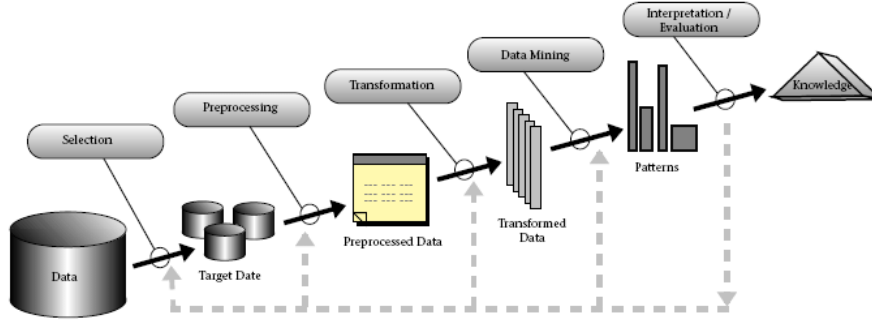 Interpretation /
Evaluation
Data Mining
Transformation
Preprocessing
Selection
Data
Target Date
Preprocessed Data
Transformed
Data
Patterns
Knowledge